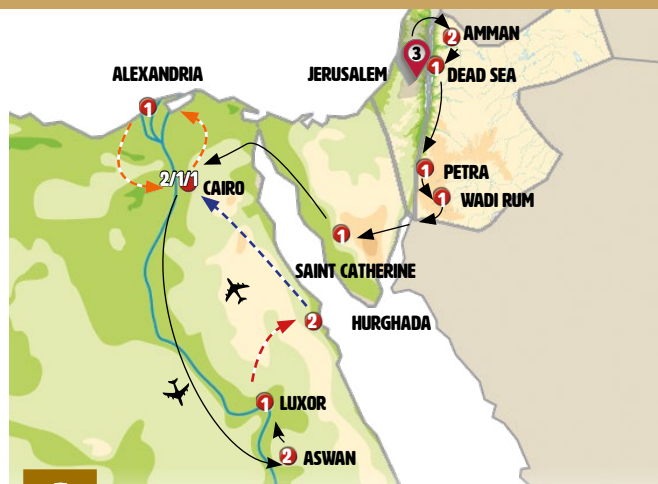 AMMAN
2
3
ALEXANDRIA
JERUSALEM
1
DEAD SEA
1
PETRA
1
2/1/1
CAIRO
1
WADI RUM
1
SAINT CATHERINE
HURGHADA
2
1
LUXOR
2
ASWAN